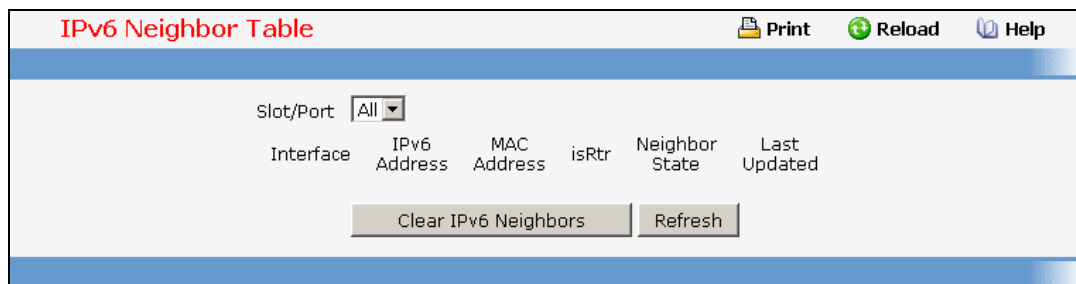 IPv6 Neighbor Table Print Reload Help
Slot/Port All
Interface IPv6 Address MAC Address isRtr Neighbor State Last Updated
Clear IPv6 Neighbors Refresh